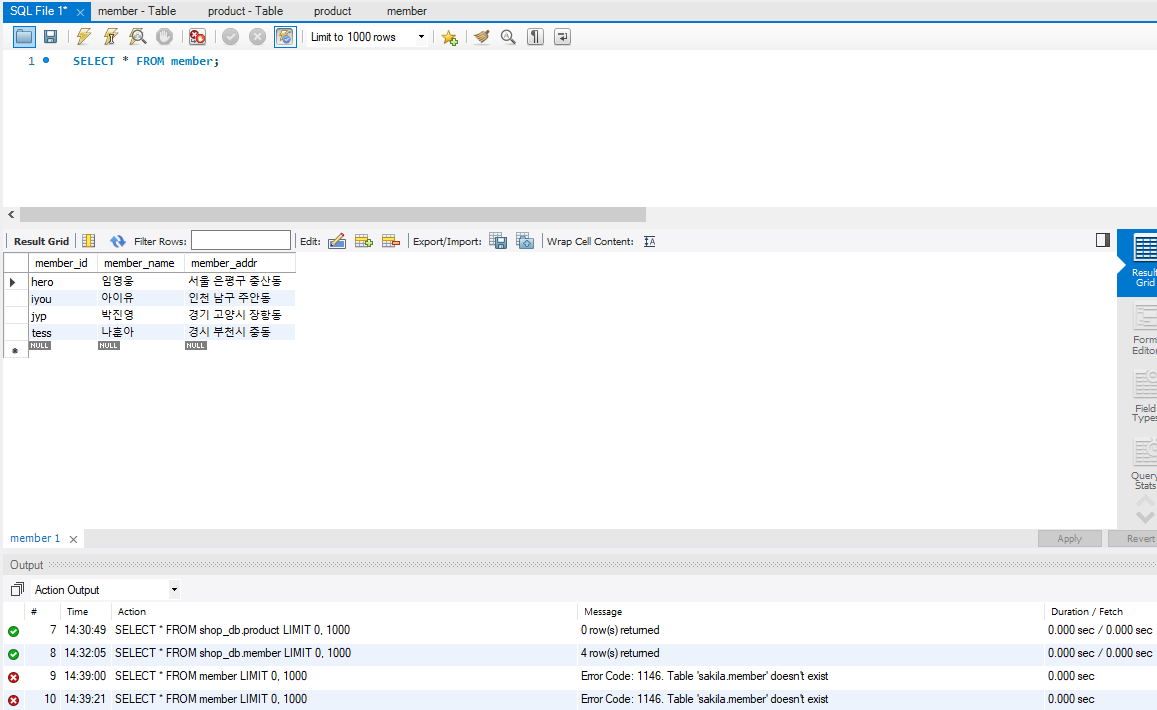 SQL File 1* member - Table product - Table product member
Limit to 1000 rows
1 SELECT * FROM member;
Result Grid Filter Rows: Edit: Export/Import: Wrap Cell Content:
member_id member_name member_addr
hero 임영웅 서울 은평구 중산동
iyou 아이유 인천 남구 주안동
jyp 박진영 경기 고양시 장항동
tess 나훈아 경시 부천시 중동
NULL NULL NULL
Result
Grid
Form
Editor
Field
Types
Query
Stats
member 1 Apply Revert
Output
Action Output
# Time Action Message Duration / Fetch
7 14:30:49 SELECT * FROM shop_db.product LIMIT 0, 1000 0 row(s) returned 0.000 sec / 0.000 sec
8 14:32:05 SELECT * FROM shop_db.member LIMIT 0, 1000 4 row(s) returned 0.000 sec / 0.000 sec
9 14:39:00 SELECT * FROM member LIMIT 0, 1000 Error Code: 1146. Table 'sakila.member' doesn't exist 0.000 sec
10 14:39:21 SELECT * FROM member LIMIT 0, 1000 Error Code: 1146. Table 'sakila.member' doesn't exist 0.000 sec